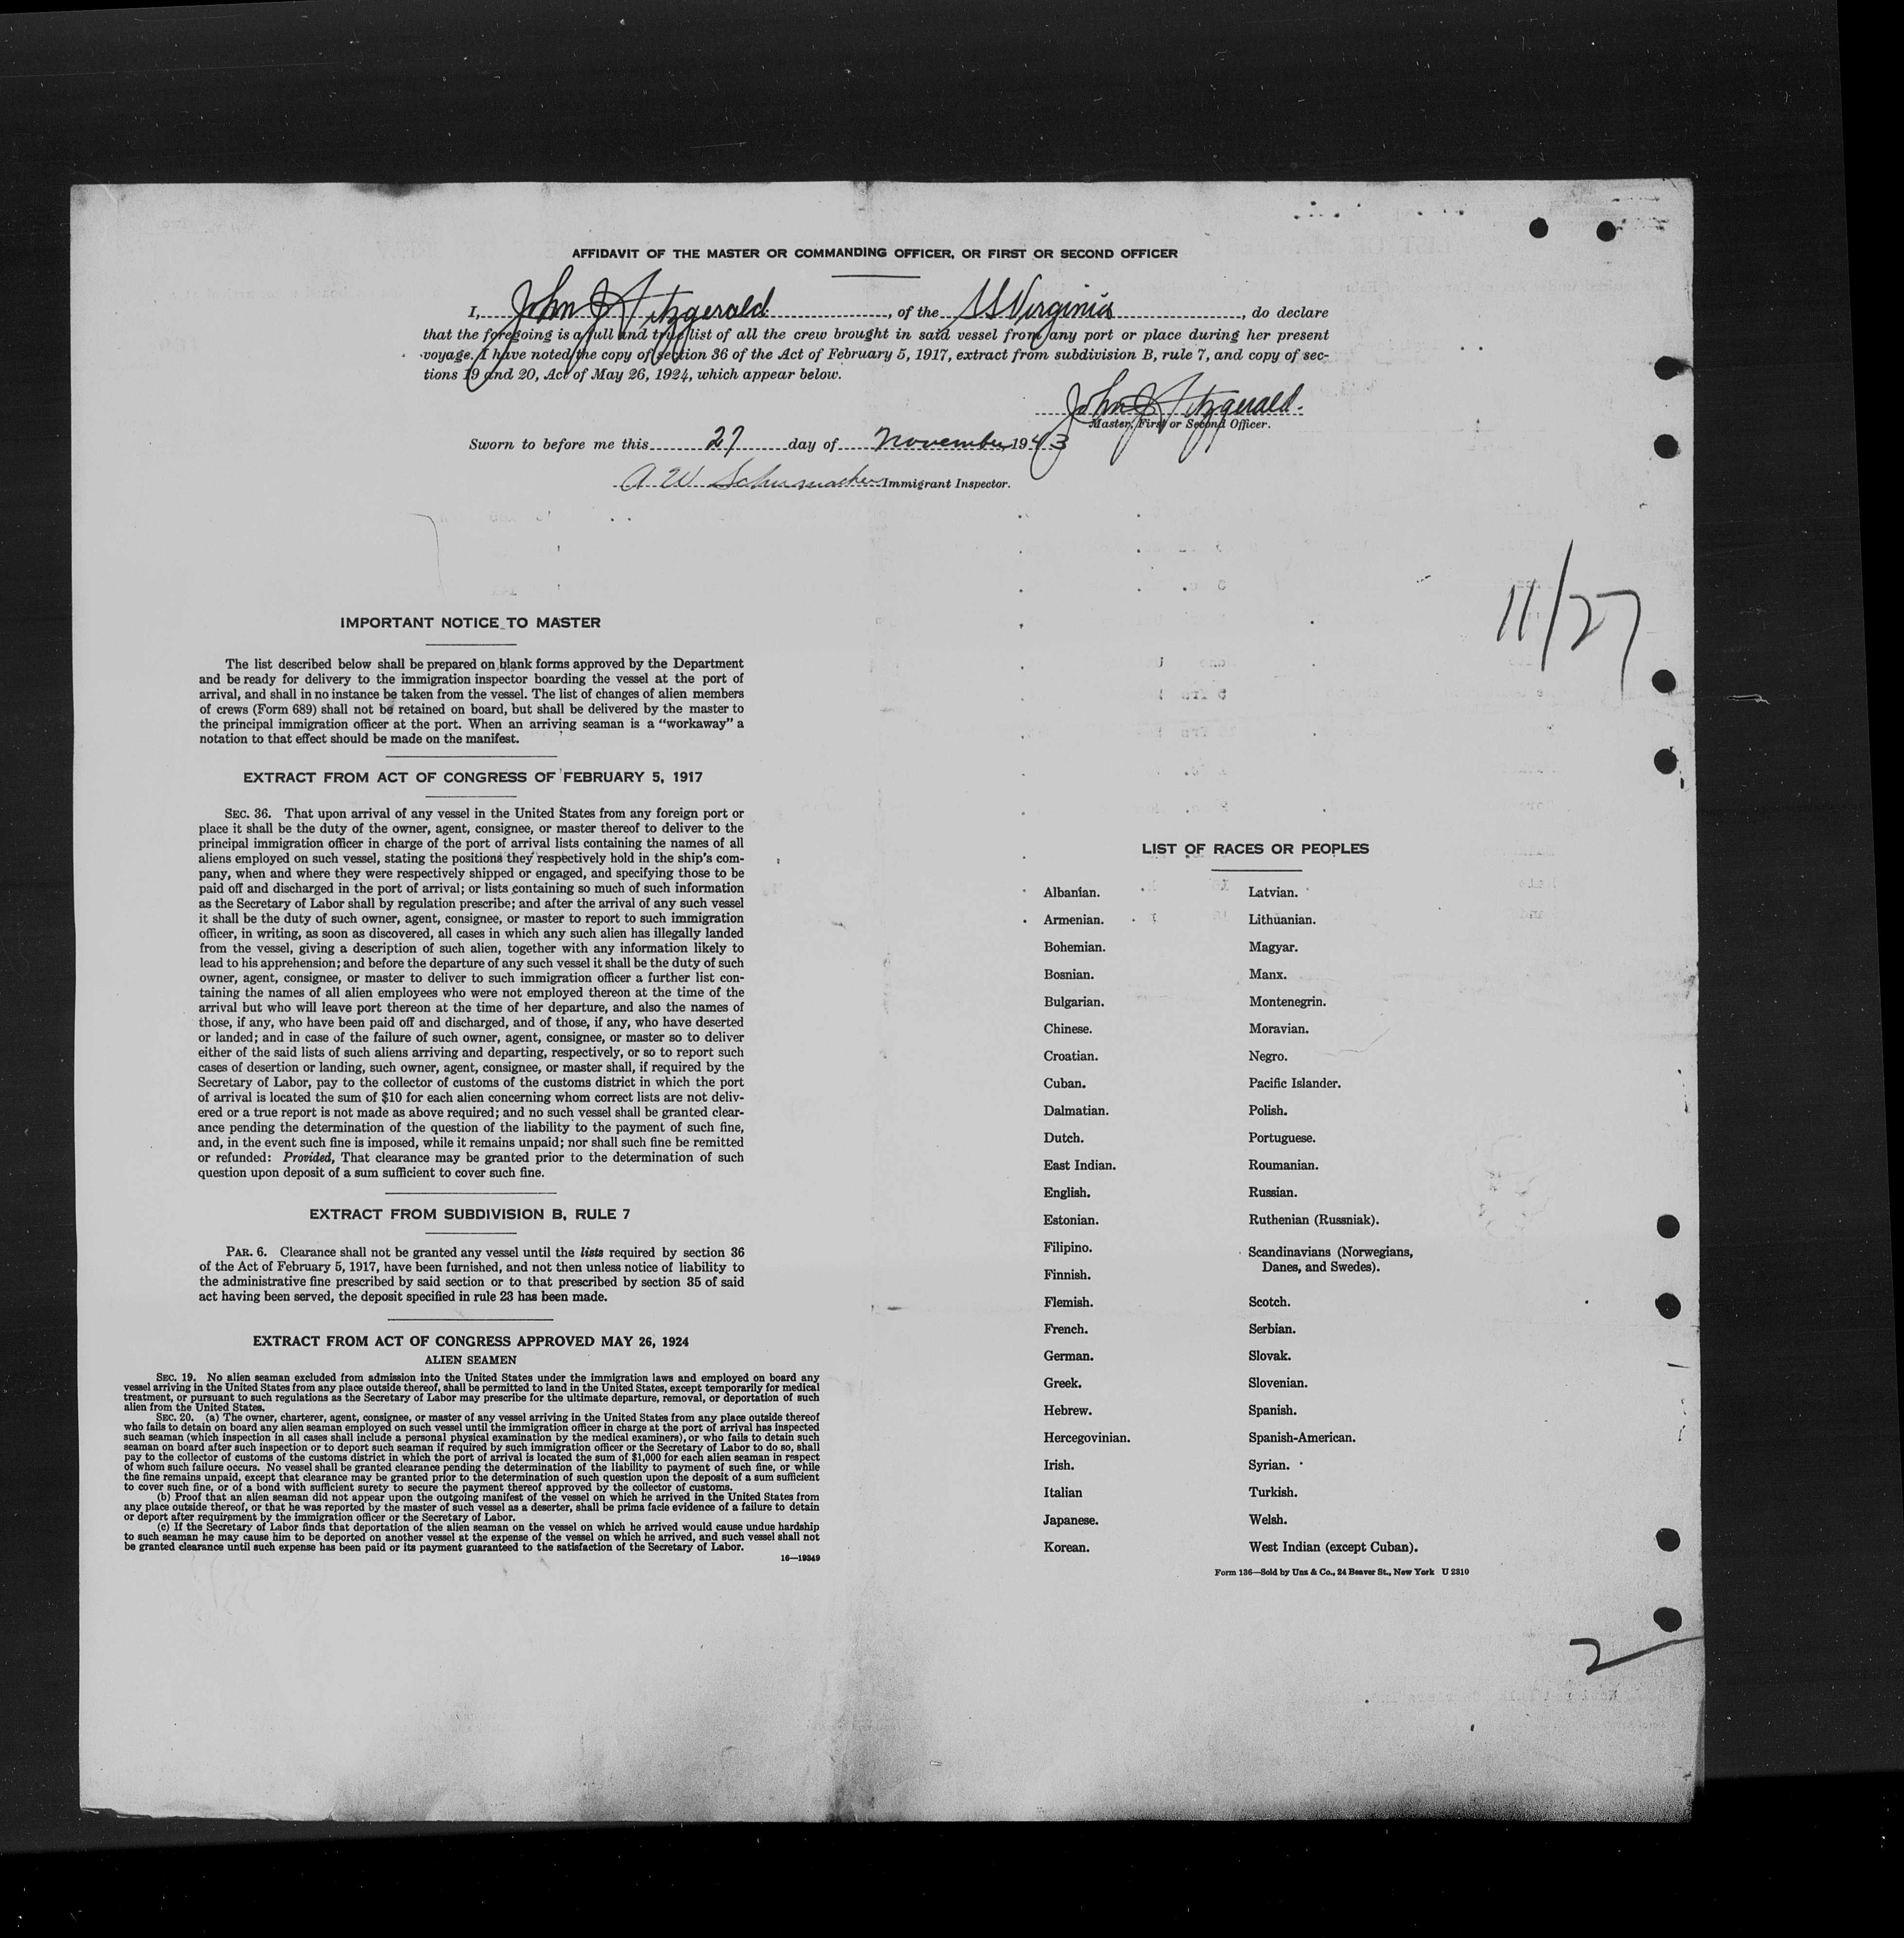 AFFIDAVIT OF THE MASTER OR COMMANDING OFFICER, OR FIRST OR SECOND OFFICER
I, John J Fitzgerald, of the SS Virginia, do declare
that the foregoing is a full and true list of all the crew brought in said vessel from any port or place during her present
voyage. I have noted the copy of section 36 of the Act of February 5, 1917, extract from subdivision B, rule 7, and copy of sec-
tions 19 and 20, Act of May 26, 1924, which appear below.
John J Fitzgerald.
Master, First or Second Officer.
Sworn to before me this 27 day of November 1943
A W Schumacher Immigrant Inspector.
11/27
IMPORTANT NOTICE TO MASTER
The list described below shall be prepared on blank forms approved by the Department
and be ready for delivery to the immigration inspector boarding the vessel at the port of
arrival, and shall in no instance be taken from the vessel. The list of changes of alien members
of crews (Form 689) shall not be retained on board, but shall be delivered by the master to
the principal immigration officer at the port. When an arriving seaman is a "workaway" a
notation to that effect should be made on the manifest.
EXTRACT FROM ACT OF CONGRESS OF FEBRUARY 5, 1917
SEC. 36. That upon arrival of any vessel in the United States from any foreign port or
place it shall be the duty of the owner, agent, consignee, or master thereof to deliver to the
principal immigration officer in charge of the port of arrival lists containing the names of all
aliens employed on such vessel, stating the positions they respectively hold in the ship's com-
pany, when and where they were respectively shipped or engaged, and specifying those to be
paid off and discharged in the port of arrival; or lists containing so much of such information
as the Secretary of Labor shall by regulation prescribe; and after the arrival of any such vessel
it shall be the duty of such owner, agent, consignee, or master to report to such immigration
officer, in writing, as soon as discovered, all cases in which any such alien has illegally landed
from the vessel, giving a description of such alien, together with any information likely to
lead to his apprehension; and before the departure of any such vessel it shall be the duty of such
owner, agent, consignee, or master to deliver to such immigration officer a further list con-
taining the names of all alien employees who were not employed thereon at the time of the
arrival but who will leave port thereon at the time of her departure, and also the names of
those, if any, who have been paid off and discharged, and of those, if any, who have deserted
or landed; and in case of the failure of such owner, agent, consignee, or master so to deliver
either of the said lists of such aliens arriving and departing, respectively, or so to report such
cases of desertion or landing, such owner, agent, consignee, or master shall, if required by the
Secretary of Labor, pay to the collector of customs of the customs district in which the port
of arrival is located the sum of $10 for each alien concerning whom correct lists are not deliv-
ered or a true report is not made as above required; and no such vessel shall be granted clear-
ance pending the determination of the question of the liability to the payment of such fine,
and, in the event such fine is imposed, while it remains unpaid; nor shall such fine be remitted
or refunded: Provided, That clearance may be granted prior to the determination of such
question upon deposit of a sum sufficient to cover such fine.
EXTRACT FROM SUBDIVISION B, RULE 7
PAR. 6. Clearance shall not be granted any vessel until the lists required by section 36
of the Act of February 5, 1917, have been furnished, and not then unless notice of liability to
the administrative fine prescribed by said section or to that prescribed by section 35 of said
act having been served, the deposit specified in rule 23 has been made.
EXTRACT FROM ACT OF CONGRESS APPROVED MAY 26, 1924
ALIEN SEAMEN
SEC. 19. No alien seaman excluded from admission into the United States under the immigration laws and employed on board any
vessel arriving in the United States from any place outside thereof, shall be permitted to land in the United States, except temporarily for medical
treatment, or pursuant to such regulations as the Secretary of Labor may prescribe for the ultimate departure, removal, or deportation of such
alien from the United States.
SEC. 20. (a) The owner, charterer, agent, consignee, or master of any vessel arriving in the United States from any place outside thereof
who fails to detain on board any alien seaman employed on such vessel until the immigration officer in charge at the port of arrival has inspected
such seaman (which inspection in all cases shall include a personal physical examination by the medical examiners), or who fails to detain such
seaman on board after such inspection or to deport such seaman if required by such immigration officer or the Secretary of Labor to do so, shall
pay to the collector of customs of the customs district in which the port of arrival is located the sum of $1,000 for each alien seaman in respect
of whom such failure occurs. No vessel shall be granted clearance pending the determination of the liability to payment of such fine, or while
the fine remains unpaid, except that clearance may be granted prior to the determination of such question upon the deposit of a sum sufficient
to cover such fine, or of a bond with sufficient surety to secure the payment thereof approved by the collector of customs.
(b) Proof that an alien seaman did not appear upon the outgoing manifest of the vessel on which he arrived in the United States from
any place outside thereof, or that he was reported by the master of such vessel as a deserter, shall be prima facie evidence of a failure to detain
or deport after requirement by the immigration officer or the Secretary of Labor.
(c) If the Secretary of Labor finds that deportation of the alien seaman on the vessel on which he arrived would cause undue hardship
to such seaman he may cause him to be deported on another vessel at the expense of the vessel on which he arrived, and such vessel shall not
be granted clearance until such expense has been paid or its payment guaranteed to the satisfaction of the Secretary of Labor.
16—19349
LIST OF RACES OR PEOPLES
Albanian.
Armenian.
Bohemian.
Bosnian.
Bulgarian.
Chinese.
Croatian.
Cuban.
Dalmatian.
Dutch.
East Indian.
English.
Estonian.
Filipino.
Finnish.
Flemish.
French.
German.
Greek.
Hebrew.
Hercegovinian.
Irish.
Italian
Japanese.
Korean.
Latvian.
Lithuanian.
Magyar.
Manx.
Montenegrin.
Moravian.
Negro.
Pacific Islander.
Polish.
Portuguese.
Roumanian.
Russian.
Ruthenian (Russniak).
Scandinavians (Norwegians,
Danes, and Swedes).
Scotch.
Serbian.
Slovak.
Slovenian.
Spanish.
Spanish-American.
Syrian.
Turkish.
Welsh.
West Indian (except Cuban).
Form 136—Sold by Unz & Co., 24 Beaver St., New York U 2310
2